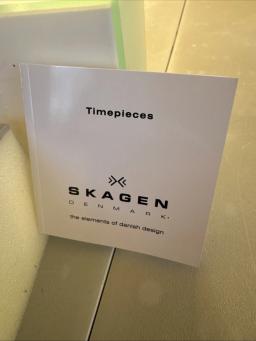 Timepieces
SKAGEN
DENMARK
the elements of danish design